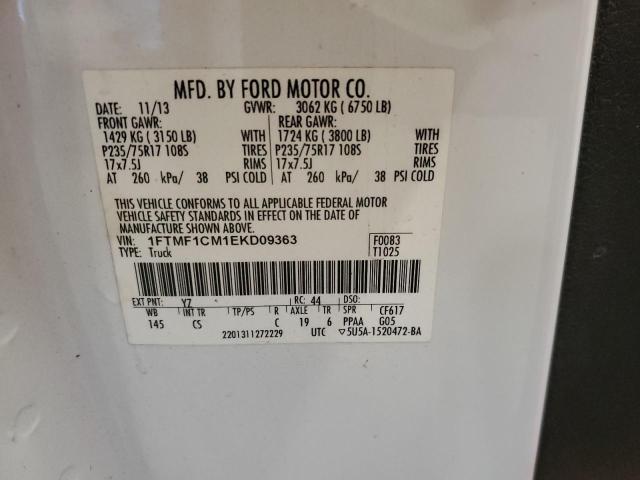 MFD. BY FORD MOTOR CO.
DATE: 11/13 GVWR: 3062 KG ( 6750 LB)
FRONT GAWR: REAR GAWR:
1429 KG ( 3150 LB) WITH 1724 KG ( 3800 LB) WITH
P235/75R17 108S TIRES P235/75R17 108S TIRES
17x7.5J RIMS 17x7.5J RIMS
AT 260 kPa/ 38 PSI COLD AT 260 kPa/ 38 PSI COLD
THIS VEHICLE CONFORMS TO ALL APPLICABLE FEDERAL MOTOR
VEHICLE SAFETY STANDARDS IN EFFECT ON THE DATE OF
MANUFACTURE SHOWN ABOVE.
VIN: 1FTMF1CM1EKD09363 F0083
TYPE: Truck T1025
EXT PNT: YZ RC: 44 DSO:
WB INT TR TP/PS R AXLE TR SPR CF617
145 CS C 19 6 PPAA G05
2201311272229 UTC ▽5U5A-1520472-BA